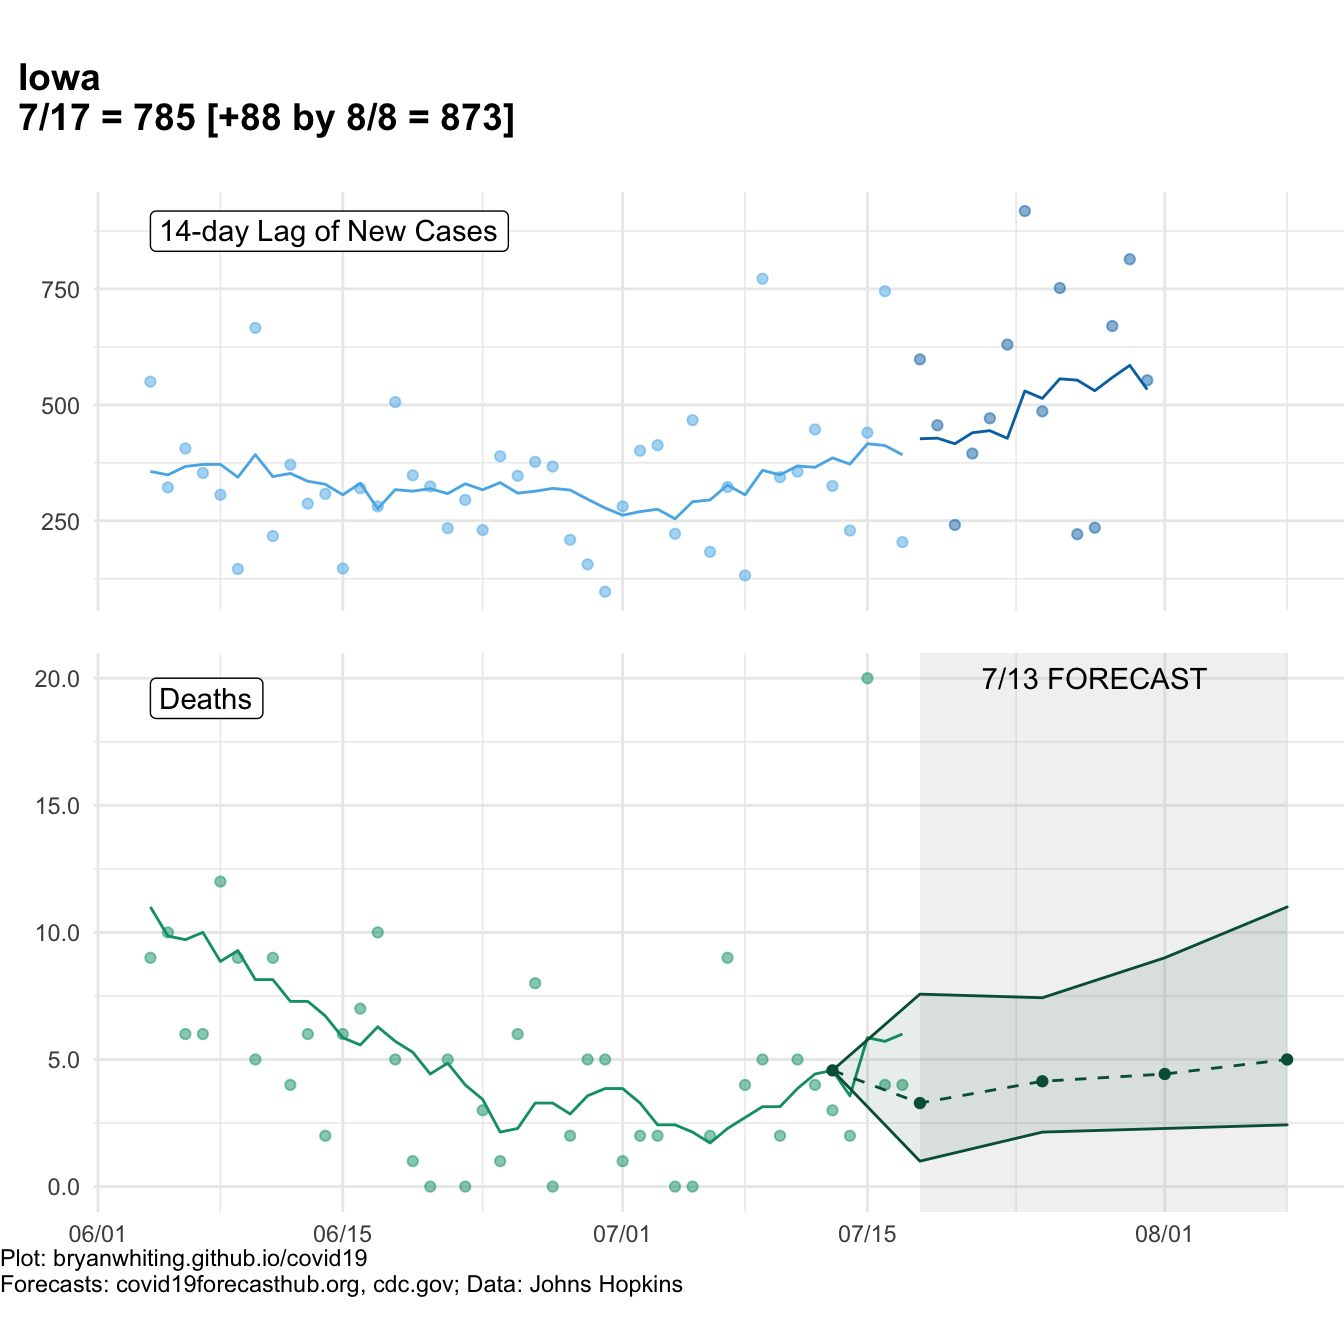 Iowa
7/17 = 785 [+88 by 8/8 = 873]
14-day Lag of New Cases
750
500
250
Deaths
7/13 FORECAST
20.0
15.0
10.0
5.0
0.0
06/01 06/15 07/01 07/15 08/01
Plot: bryanwhiting.github.io/covid19
Forecasts: covid19forecasthub.org, cdc.gov; Data: Johns Hopkins